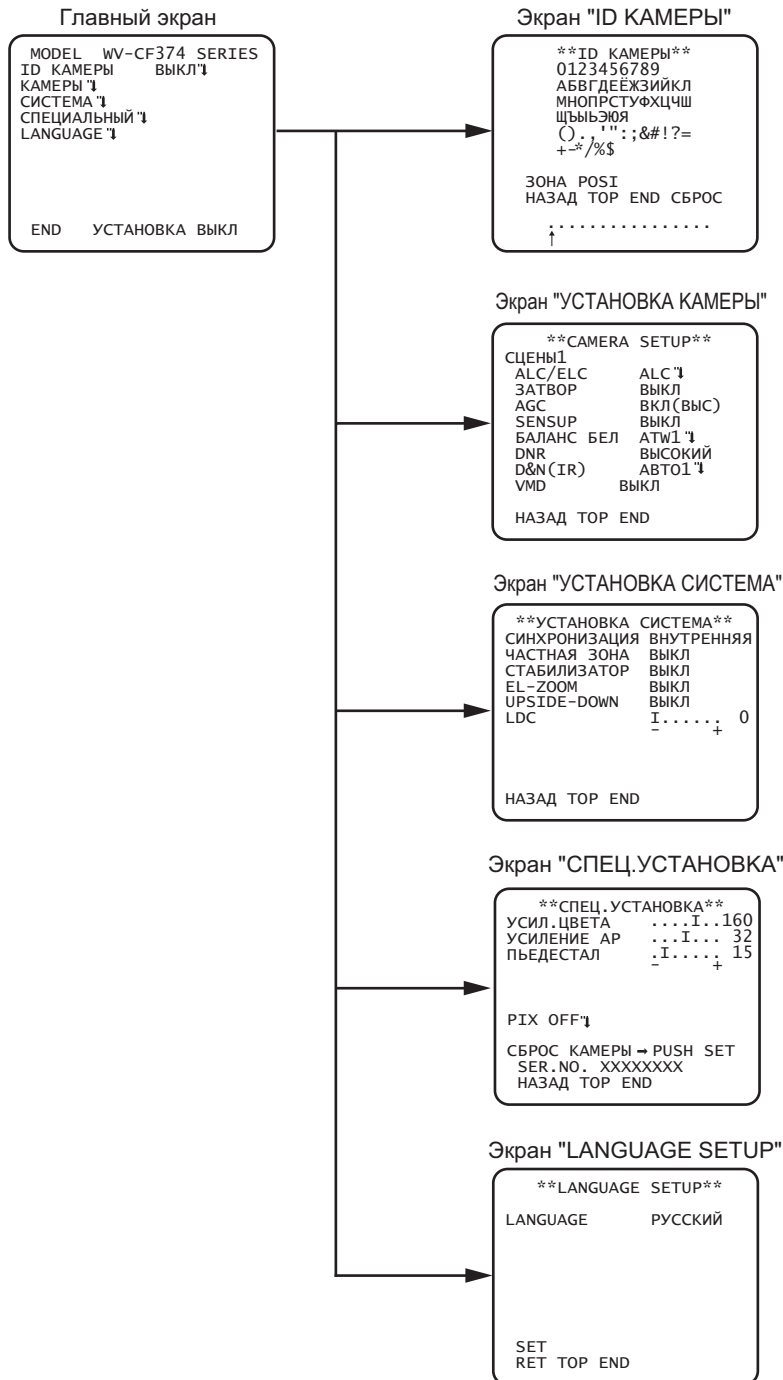 Главный экран
MODEL WV-CF374 SERIES
ID КАМЕРЫ ВЫКЛ
КАМЕРЫ
СИСТЕМА
СПЕЦИАЛЬНЫЙ
LANGUAGE
END УСТАНОВКА ВЫКЛ
Экран "ID КАМЕРЫ"
**ID КАМЕРЫ**
0123456789
АБВГДЕЁЖЗИЙКЛ
МНОПРСТУФХЦЧШ
ЩЪЫЬЭЮЯ
().,'":;&#!?=
+-*/%$
ЗОНА POSI
НАЗАД TOP END СБРОС
................
↑
Экран "УСТАНОВКА КАМЕРЫ"
**CAMERA SETUP**
СЦЕНЫ1
ALC/ELC ALC
ЗАТВОР ВЫКЛ
AGC ВКЛ(ВЫС)
SENSUP ВЫКЛ
БАЛАНС БЕЛ ATW1
DNR ВЫСОКИЙ
D&N(IR) АВТО1
VMD ВЫКЛ
НАЗАД TOP END
Экран "УСТАНОВКА СИСТЕМА"
**УСТАНОВКА СИСТЕМА**
СИНХРОНИЗАЦИЯ ВНУТРЕННЯЯ
ЧАСТНАЯ ЗОНА ВЫКЛ
СТАБИЛИЗАТОР ВЫКЛ
EL-ZOOM ВЫКЛ
UPSIDE-DOWN ВЫКЛ
LDC I...... 0
- +
НАЗАД TOP END
Экран "СПЕЦ.УСТАНОВКА"
**СПЕЦ.УСТАНОВКА**
УСИЛ.ЦВЕТА ....I..160
УСИЛЕНИЕ АР ...I... 32
ПЬЕДЕСТАЛ .I..... 15
- +
PIX OFF
СБРОС КАМЕРЫ → PUSH SET
SER.NO. XXXXXXXX
НАЗАД TOP END
Экран "LANGUAGE SETUP"
**LANGUAGE SETUP**
LANGUAGE РУССКИЙ
SET
RET TOP END